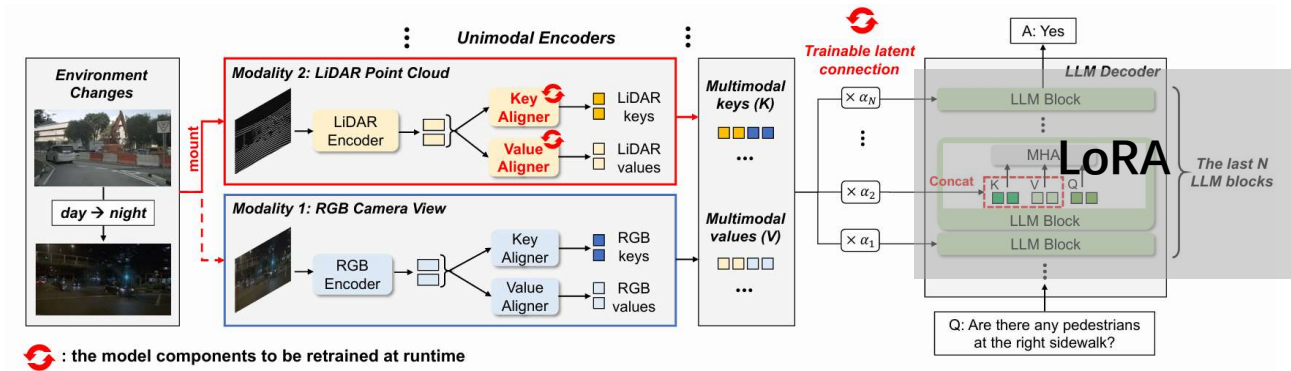 Environment
Changes
day → night
mount
Unimodal Encoders
Modality 2: LiDAR Point Cloud
LiDAR
Encoder
Key
Aligner
Value
Aligner
LiDAR
keys
LiDAR
values
Modality 1: RGB Camera View
RGB
Encoder
Key
Aligner
Value
Aligner
RGB
keys
RGB
values
Multimodal
keys (K)
...
Multimodal
values (V)
...
Trainable latent
connection
× α_N
× α_2
× α_1
A: Yes
LLM Decoder
LLM Block
MHA
LoRA
Concat
K V Q
LLM Block
LLM Block
The last N
LLM blocks
Q: Are there any pedestrians
at the right sidewalk?
: the model components to be retrained at runtime